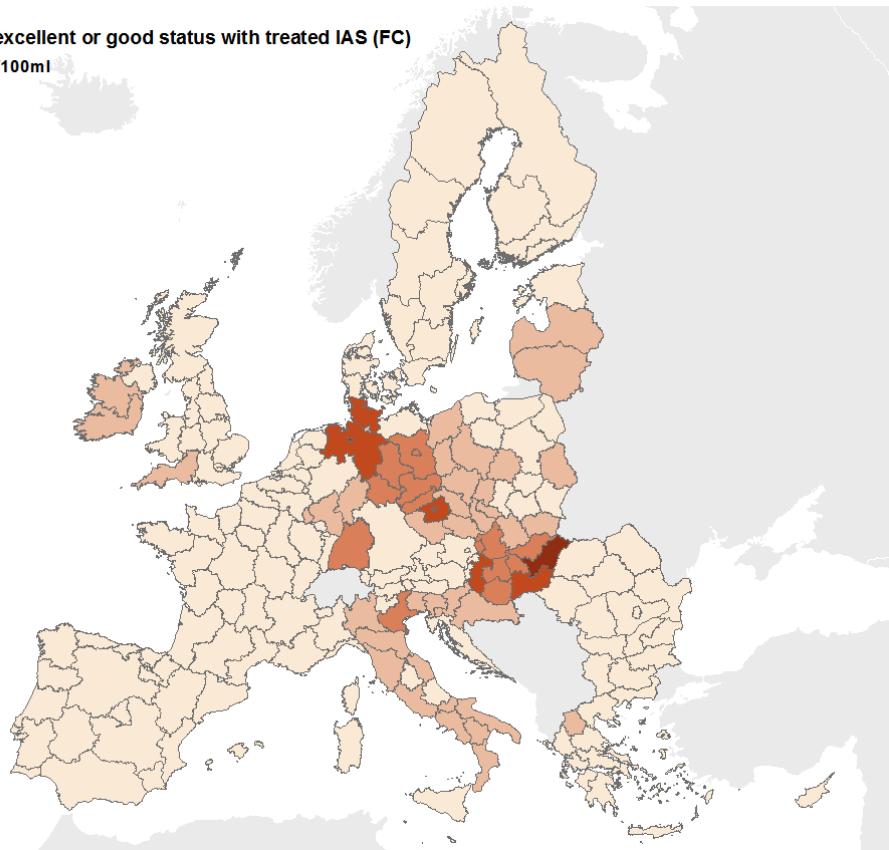 excellent or good status with treated IAS (FC)
/100ml